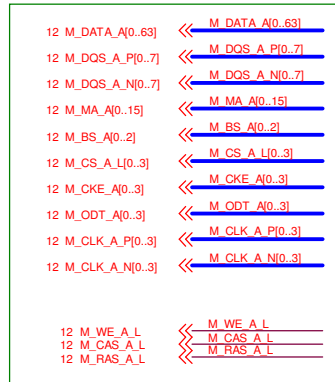 12 M_DATA_A[0..63] M_DATA_A[0..63]
12 M_DQS_A_P[0..7] M_DQS_A_P[0..7]
12 M_DQS_A_N[0..7] M_DQS_A_N[0..7]
12 M_MA_A[0..15] M_MA_A[0..15]
12 M_BS_A[0..2] M_BS_A[0..2]
12 M_CS_A_L[0..3] M_CS_A_L[0..3]
12 M_CKE_A[0..3] M_CKE_A[0..3]
12 M_ODT_A[0..3] M_ODT_A[0..3]
12 M_CLK_A_P[0..3] M_CLK_A_P[0..3]
12 M_CLK_A_N[0..3] M_CLK_A_N[0..3]
12 M_WE_A_L M_WE_A_L
12 M_CAS_A_L M_CAS_A_L
12 M_RAS_A_L M_RAS_A_L